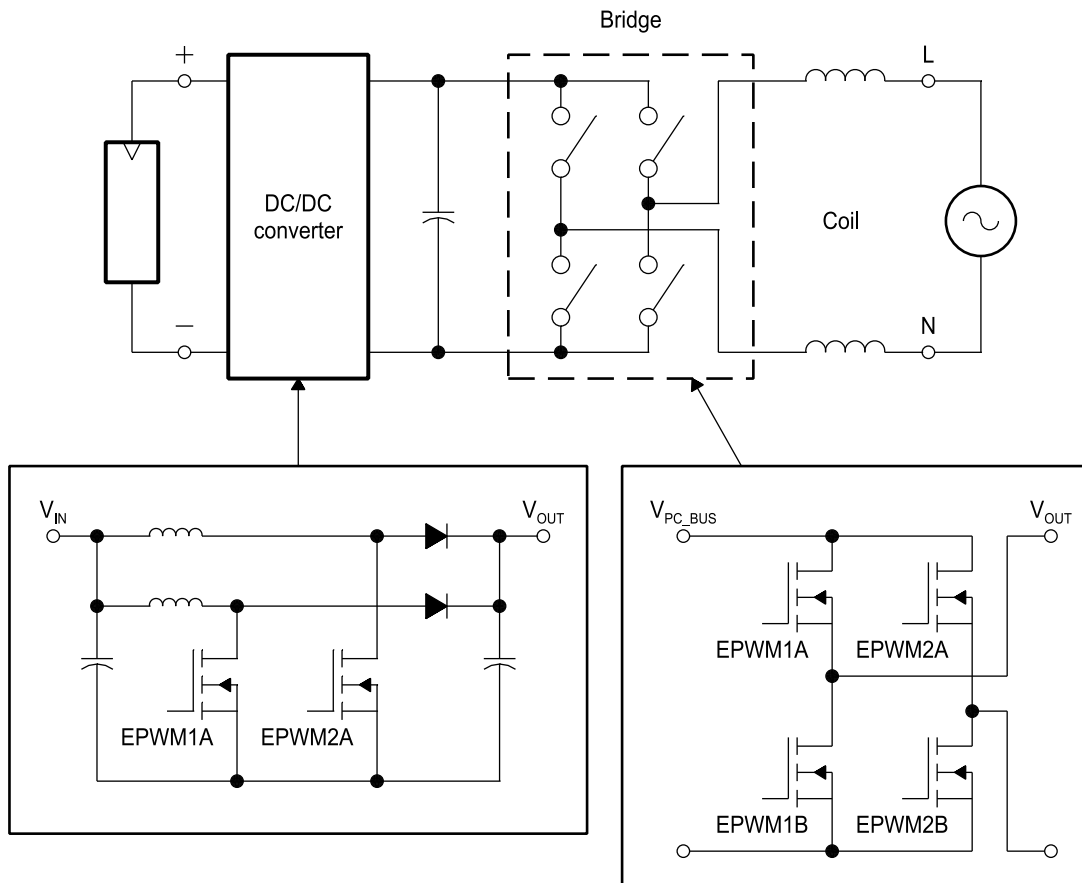 Bridge
+
L
DC/DC
converter
Coil
−
N
VIN
VOUT
EPWM1A
EPWM2A
VPC_BUS
VOUT
EPWM1A
EPWM2A
EPWM1B
EPWM2B